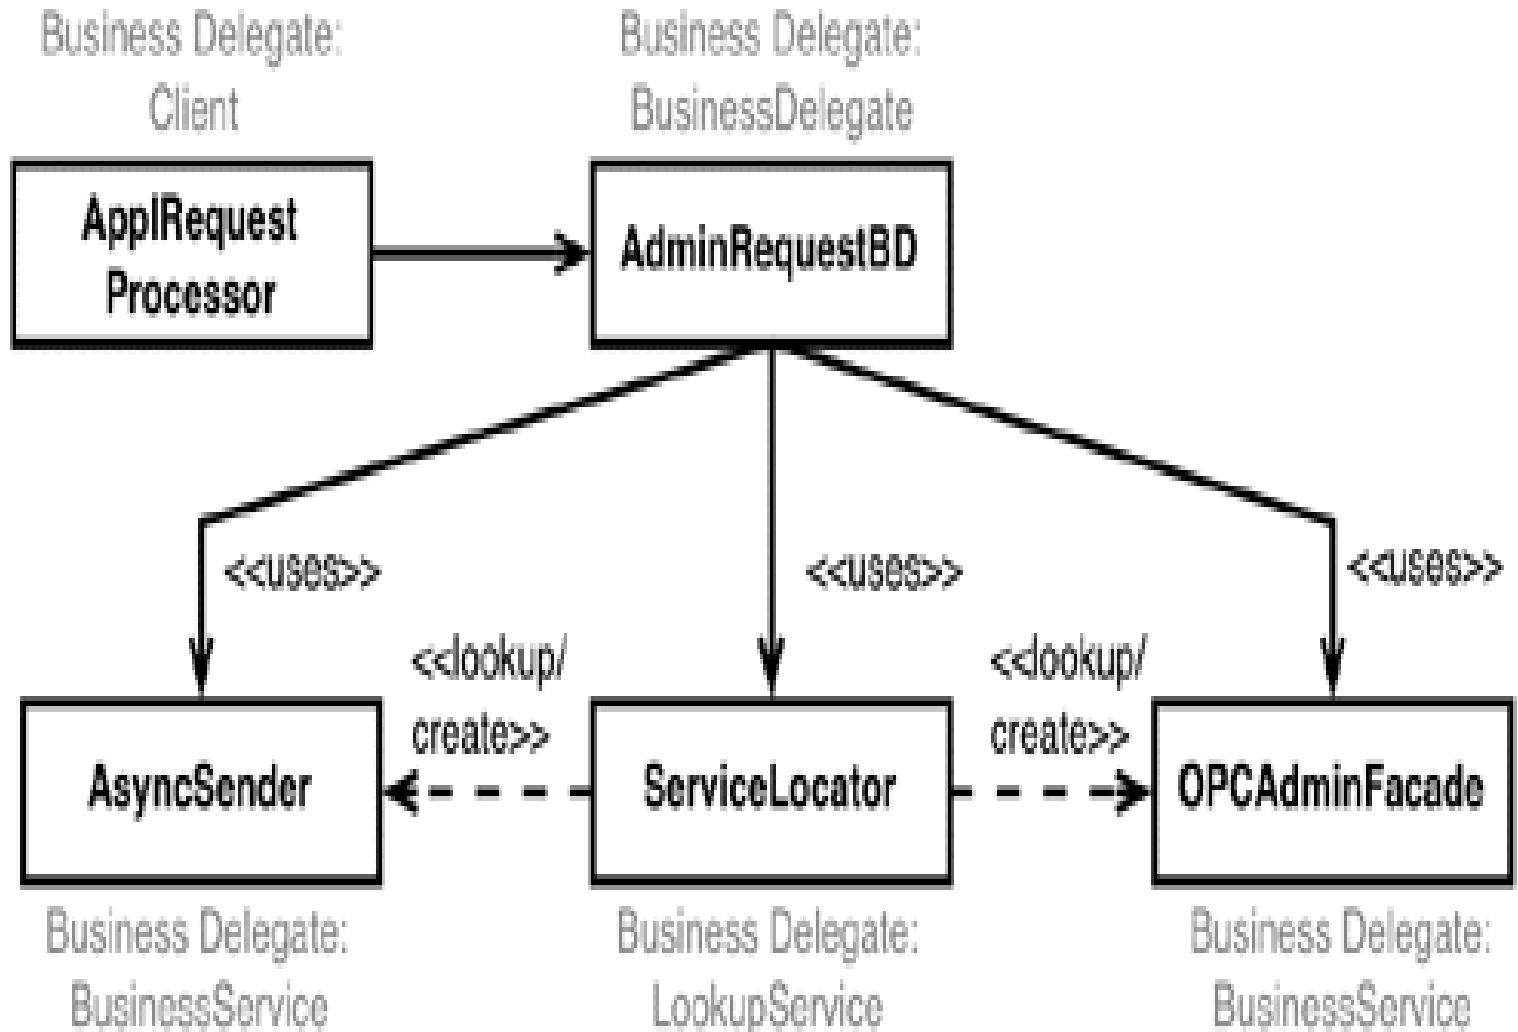 Business Delegate:
Client
Business Delegate:
BusinessDelegate
ApplRequest
Processor
AdminRequestBD
<<uses>>
<<uses>>
<<uses>>
<<lookup/
create>>
<<lookup/
create>>
AsyncSender
ServiceLocator
OPCAdminFacade
Business Delegate:
BusinessService
Business Delegate:
LookupService
Business Delegate:
BusinessService